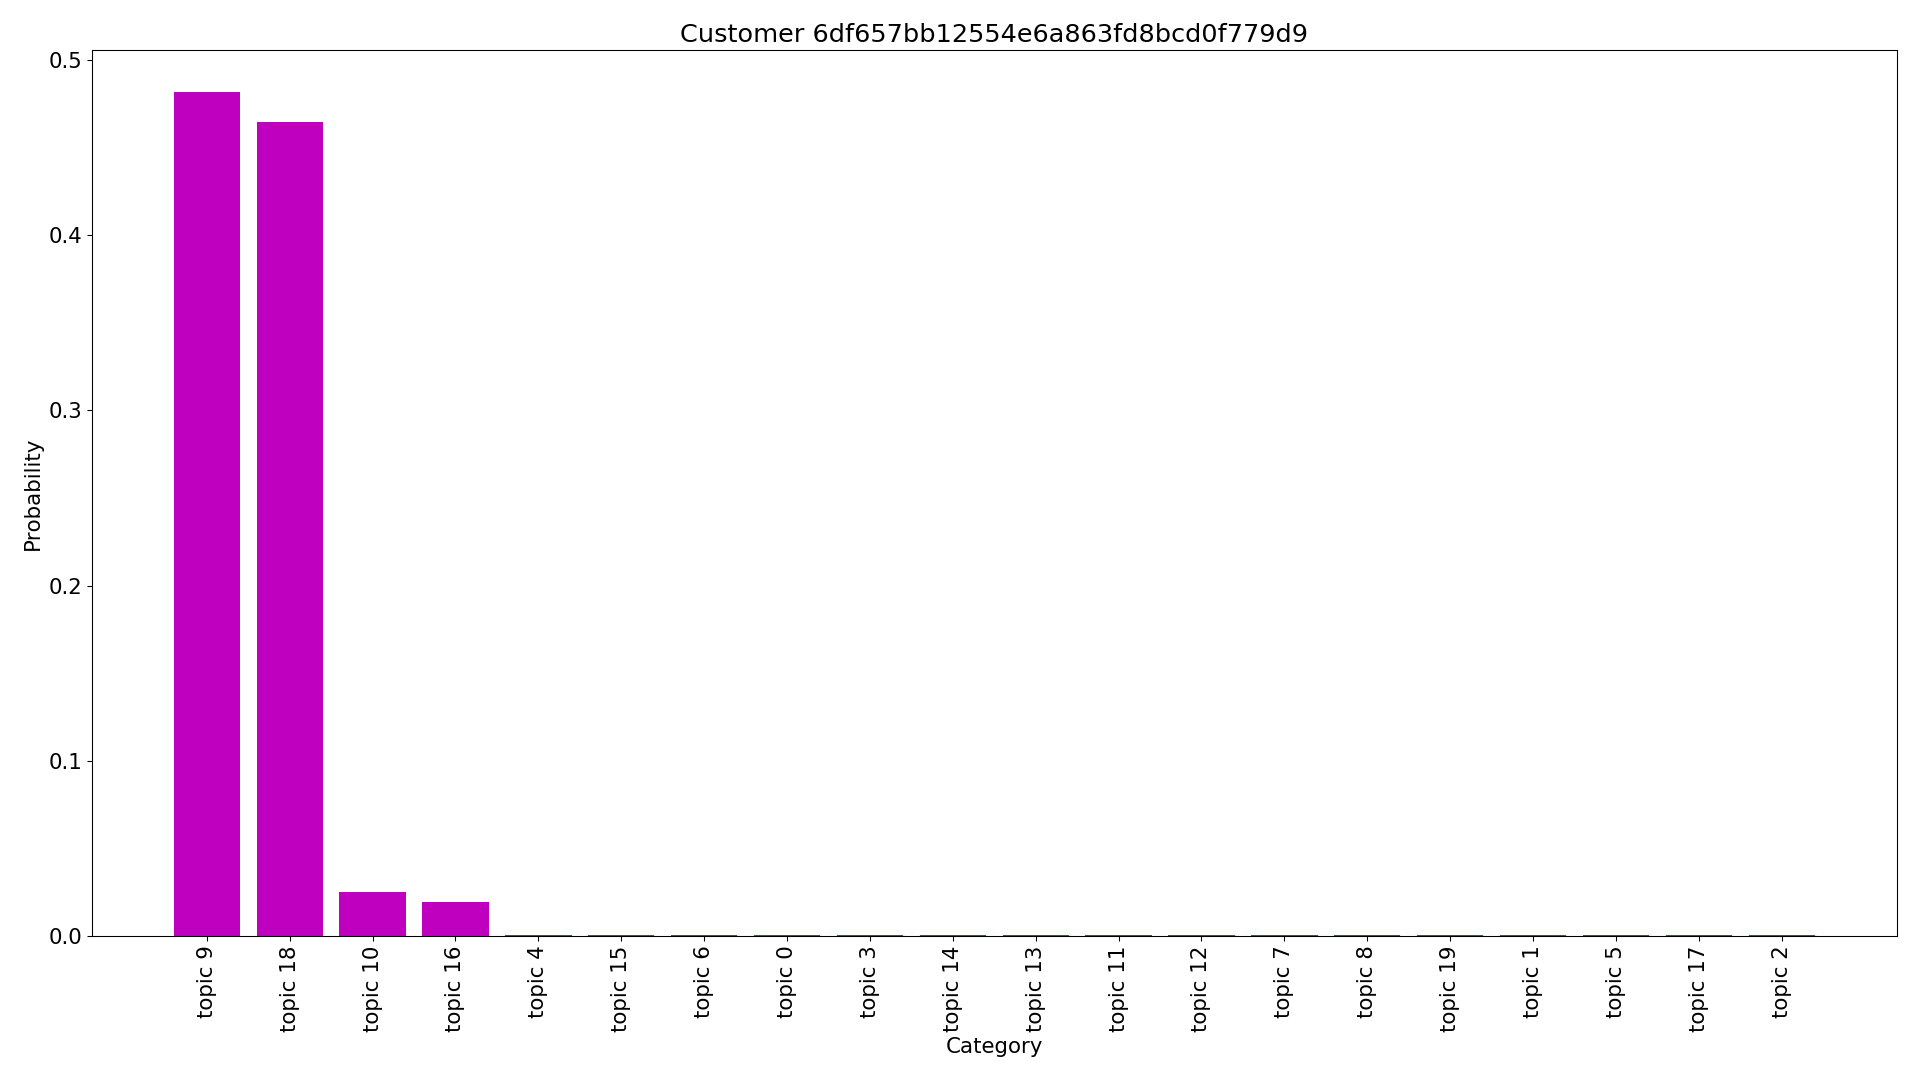 Customer 6df657bb12554e6a863fd8bcd0f779d9
Probability
0.5
0.4
0.3
0.2
0.1
0.0
topic 9
topic 18
topic 10
topic 16
topic 4
topic 15
topic 6
topic 0
topic 3
topic 14
topic 13
topic 11
topic 12
topic 7
topic 8
topic 19
topic 1
topic 5
topic 17
topic 2
Category